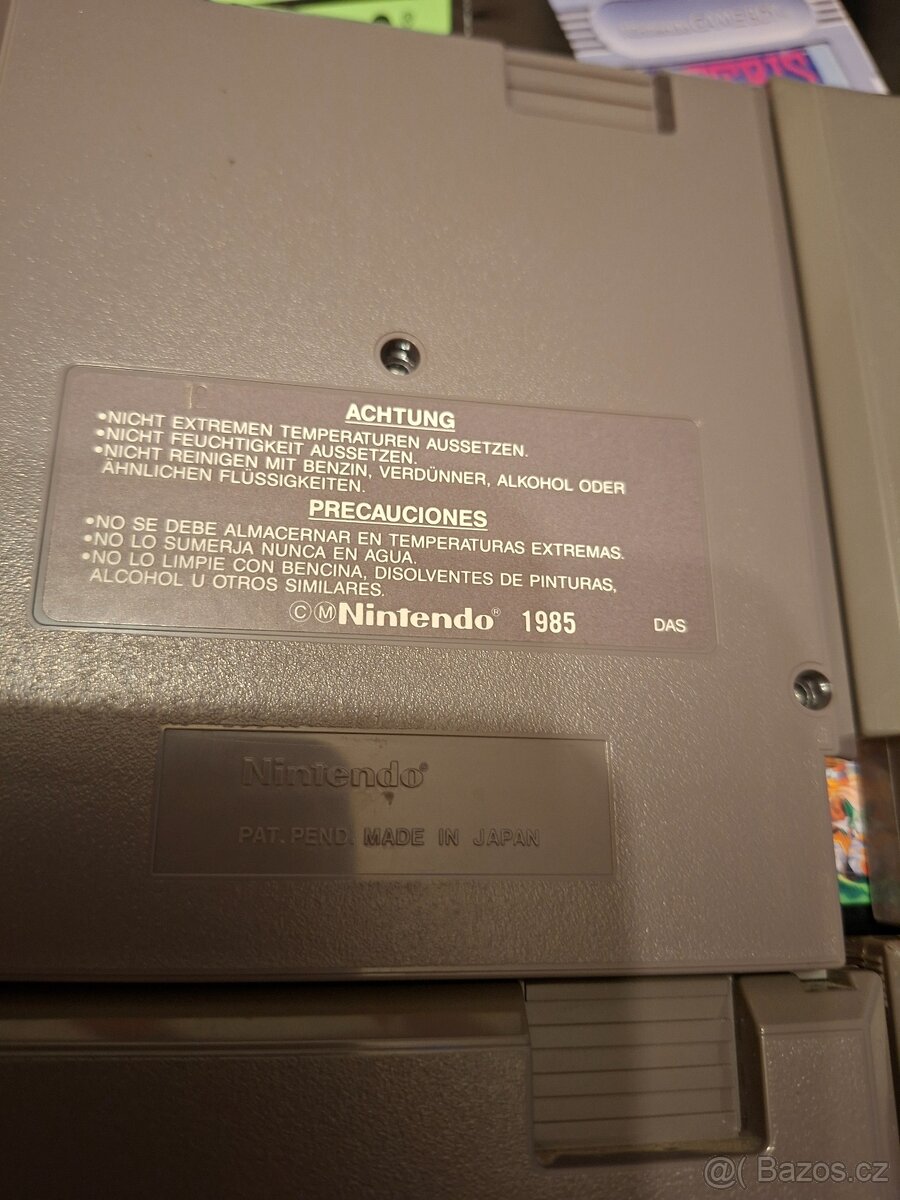 ACHTUNG
•NICHT EXTREMEN TEMPERATUREN AUSSETZEN.
•NICHT FEUCHTIGKEIT AUSSETZEN.
•NICHT REINIGEN MIT BENZIN, VERDÜNNER, ALKOHOL ODER
ÄHNLICHEN FLÜSSIGKEITEN.
PRECAUCIONES
•NO SE DEBE ALMACERNAR EN TEMPERATURAS EXTREMAS.
•NO LO SUMERJA NUNCA EN AGUA.
•NO LO LIMPIE CON BENCINA, DISOLVENTES DE PINTURAS,
ALCOHOL U OTROS SIMILARES.
©ⓂNintendo® 1985 DAS
Nintendo®
PAT. PEND. MADE IN JAPAN
@( Bazos.cz